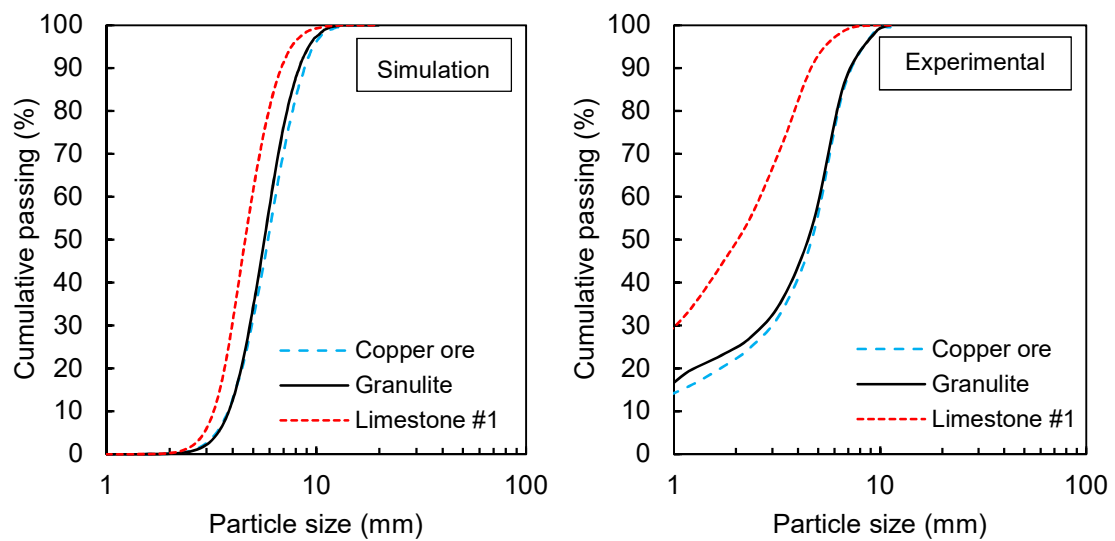 100
90
80
70
60
50
40
30
20
10
0
Cumulative passing (%)
Simulation
Copper ore
Granulite
Limestone #1
1
10
100
Particle size (mm)
100
90
80
70
60
50
40
30
20
10
0
Cumulative passing (%)
Experimental
Copper ore
Granulite
Limestone #1
1
10
100
Particle size (mm)